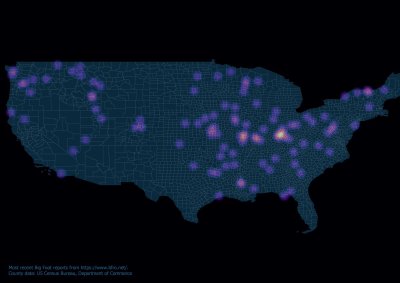 Most recent Big Foot reports from https://www.bfro.net/.
County data: US Census Bureau, Department of Commerce.